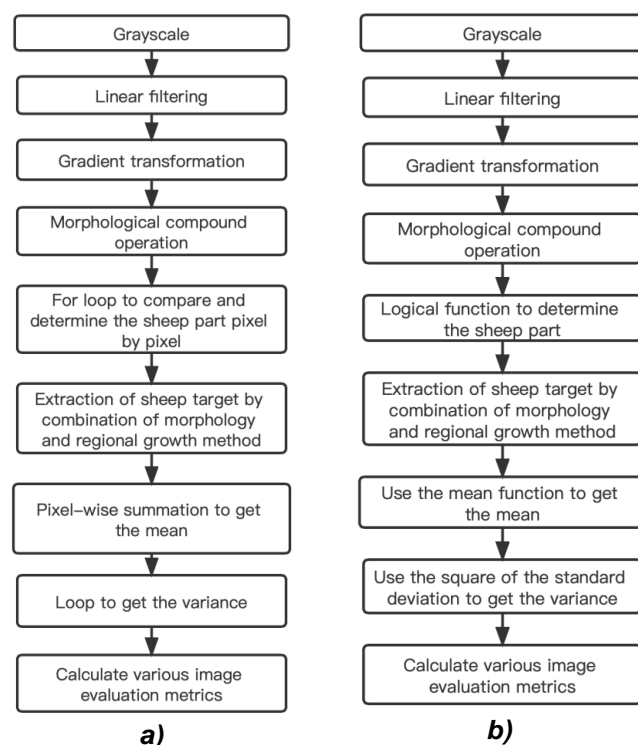 Grayscale
Linear filtering
Gradient transformation
Morphological compound
operation
For loop to compare and
determine the sheep part pixel
by pixel
Extraction of sheep target by
combination of morphology
and regional growth method
Pixel-wise summation to get
the mean
Loop to get the variance
Calculate various image
evaluation metrics
a)
Grayscale
Linear filtering
Gradient transformation
Morphological compound
operation
Logical function to determine
the sheep part
Extraction of sheep target by
combination of morphology
and regional growth method
Use the mean function to get
the mean
Use the square of the standard
deviation to get the variance
Calculate various image
evaluation metrics
b)